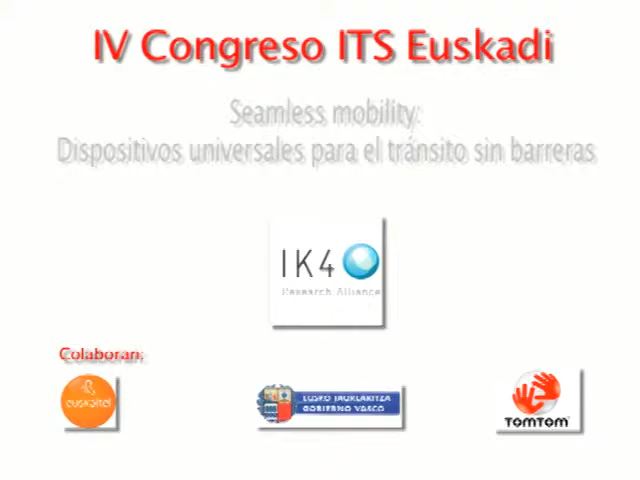 IV Congreso ITS Euskadi
Seamless mobility:
Dispositivos universales para el tránsito sin barreras
IK4
Research Alliance
Colaboran:
euskaltel
EUSKO JAURLARITZA
GOBIERNO VASCO
TOMTOM